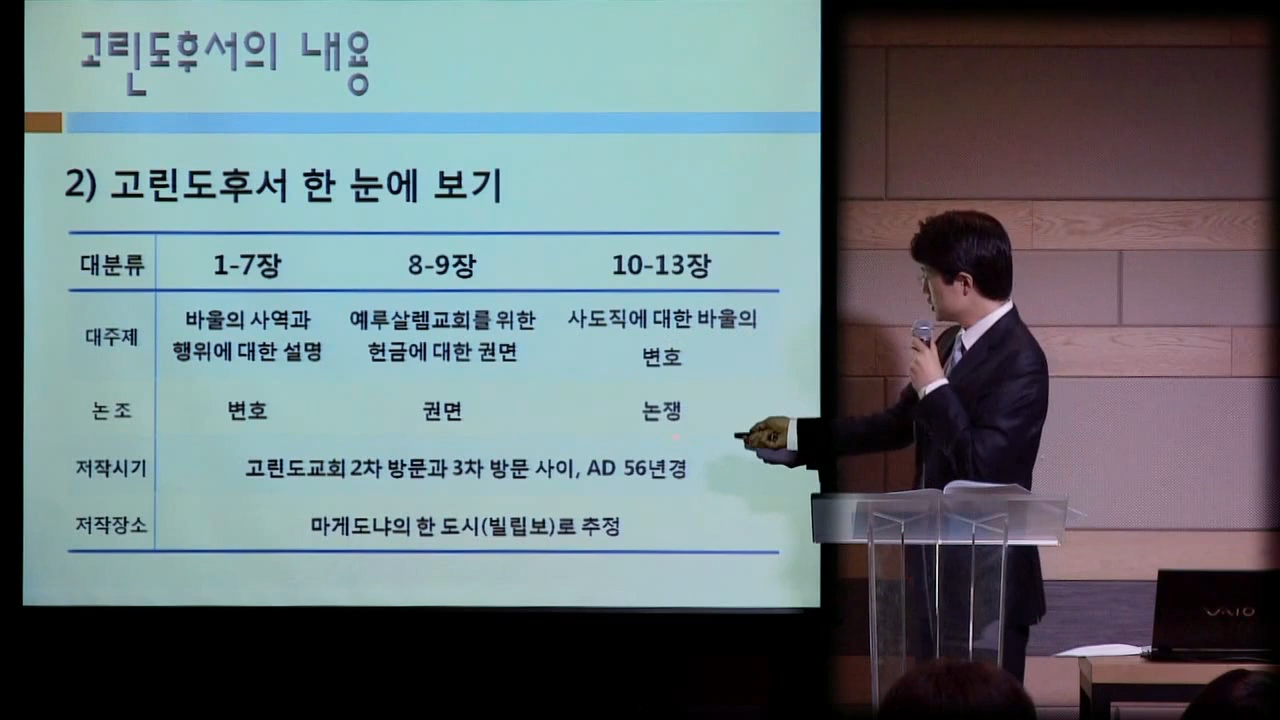 고린도후서의 내용
2) 고린도후서 한 눈에 보기
대분류 1-7장 8-9장 10-13장
대주제 바울의 사역과 행위에 대한 설명 예루살렘교회를 위한 헌금에 대한 권면 사도직에 대한 바울의 변호
논 조 변호 권면 논쟁
저작시기 고린도교회 2차 방문과 3차 방문 사이, AD 56년경
저작장소 마게도냐의 한 도시(빌립보)로 추정
VAIO